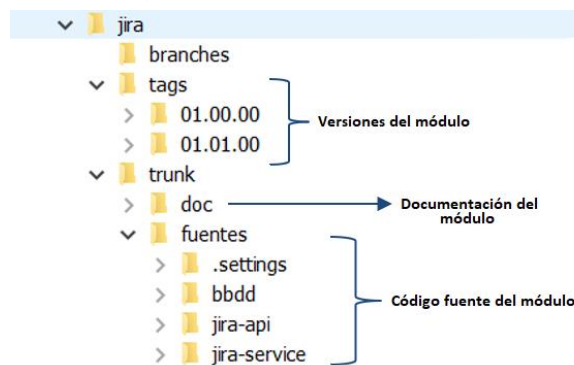 jira
branches
tags
01.00.00
Versiones del módulo
01.01.00
trunk
doc
Documentación del
módulo
fuentes
.settings
bbdd
Código fuente del módulo
jira-api
jira-service